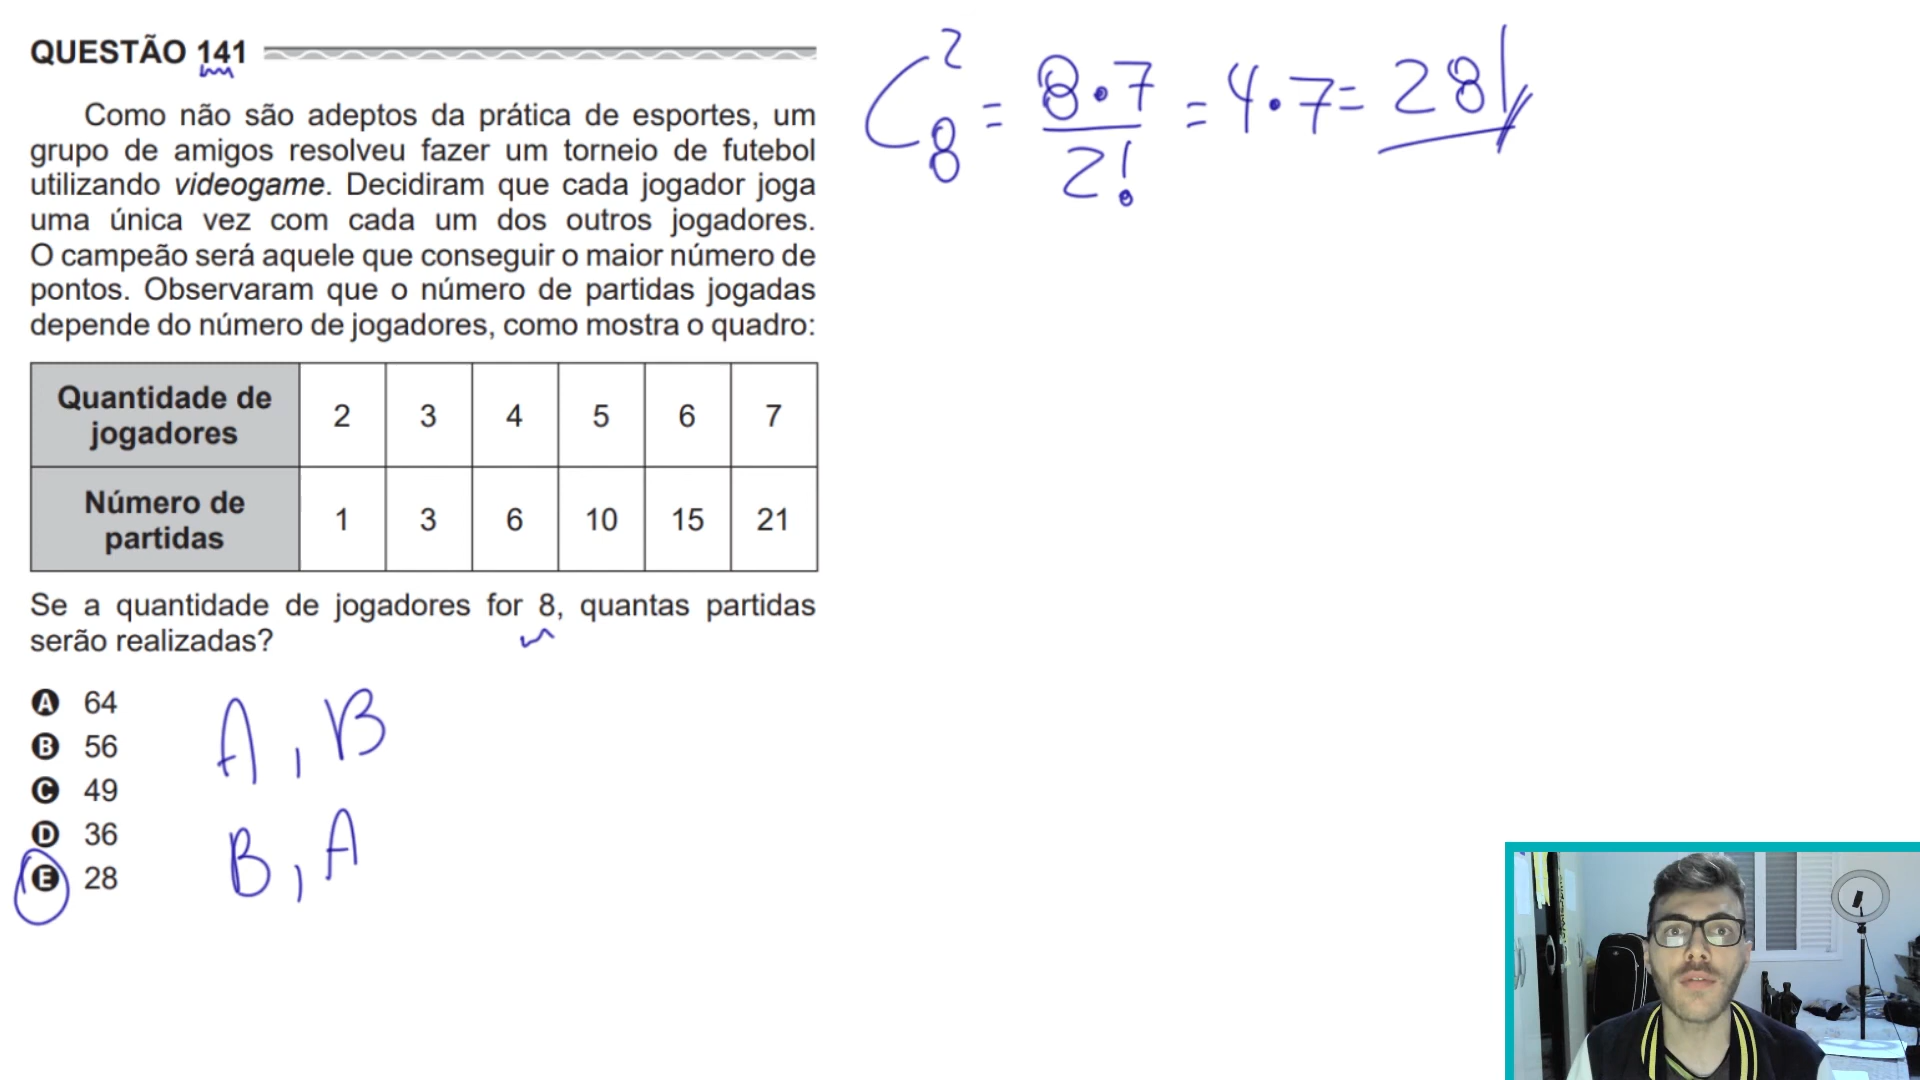 QUESTÃO 141
Como não são adeptos da prática de esportes, um
grupo de amigos resolveu fazer um torneio de futebol
utilizando videogame. Decidiram que cada jogador joga
uma única vez com cada um dos outros jogadores.
O campeão será aquele que conseguir o maior número de
pontos. Observaram que o número de partidas jogadas
depende do número de jogadores, como mostra o quadro:
Quantidade de jogadores 2 3 4 5 6 7
Número de partidas 1 3 6 10 15 21
Se a quantidade de jogadores for 8, quantas partidas
serão realizadas?
A 64
B 56
C 49
D 36
E 28
A, B
B, A
C₈² = 8·7/2! = 4·7= 28